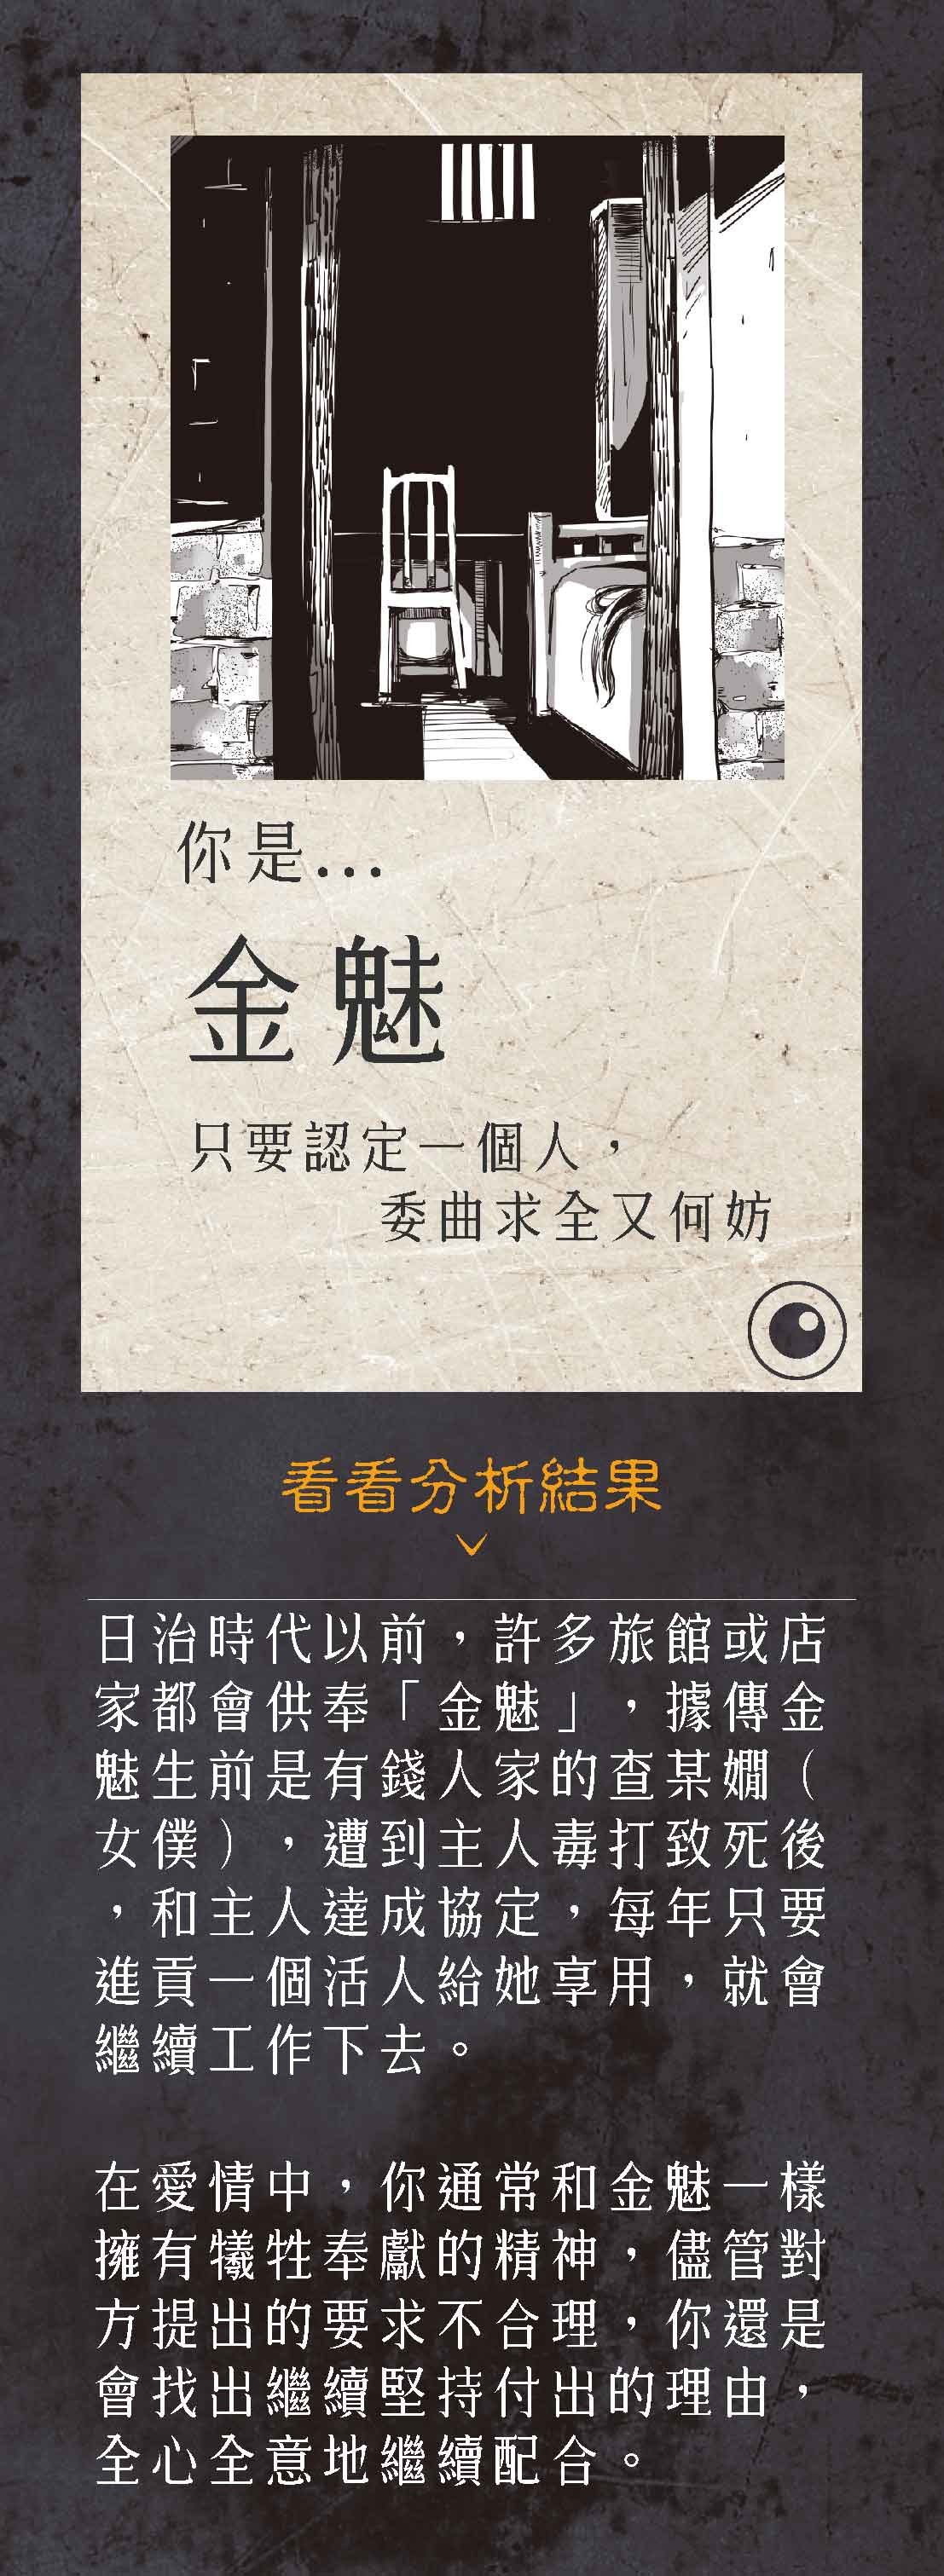 你是...
金魅
只要認定一個人，
委曲求全又何妨
看看分析結果
日治時代以前，許多旅館或店
家都會供奉「金魅」，據傳金
魅生前是有錢人家的查某嫺（
女僕），遭到主人毒打致死後
，和主人達成協定，每年只要
進貢一個活人給她享用，就會
繼續工作下去。
在愛情中，你通常和金魅一樣
擁有犧牲奉獻的精神，儘管對
方提出的要求不合理，你還是
會找出繼續堅持付出的理由，
全心全意地繼續配合。